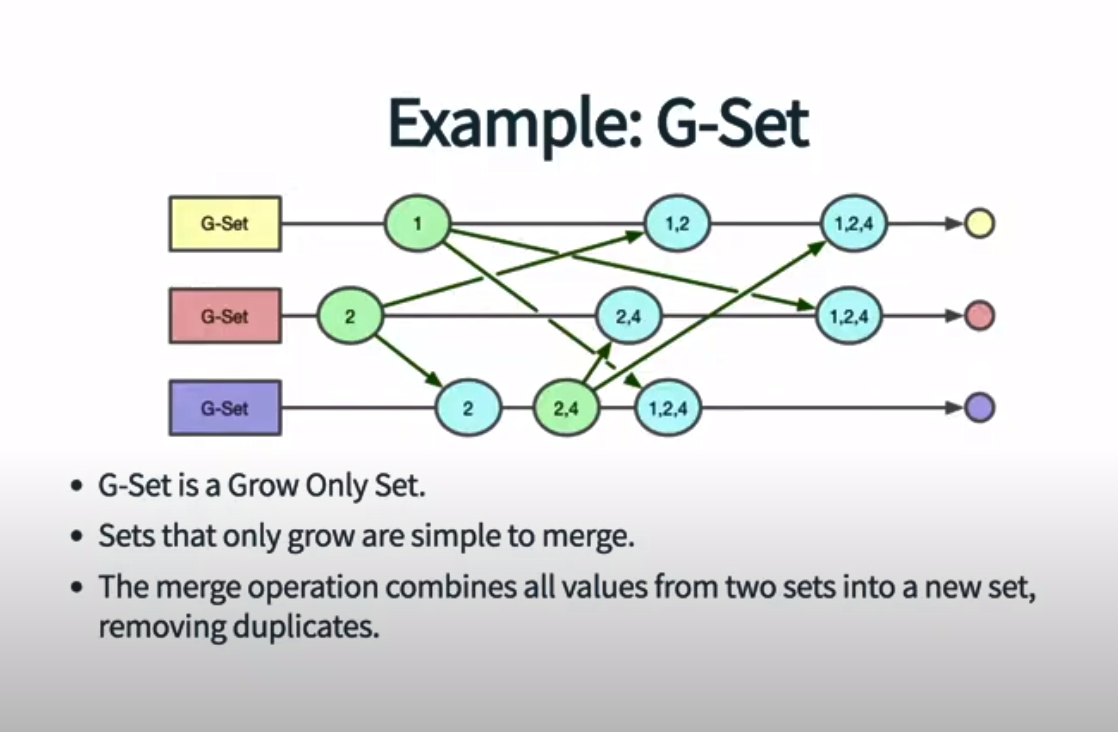 Example: G-Set
G-Set 1 1,2 1,2,4
G-Set 2 2,4 1,2,4
G-Set 2 2,4 1,2,4
• G-Set is a Grow Only Set.
• Sets that only grow are simple to merge.
• The merge operation combines all values from two sets into a new set,
removing duplicates.